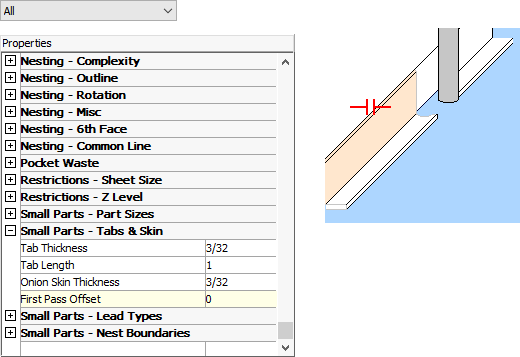 All
Properties
Nesting - Complexity
Nesting - Outline
Nesting - Rotation
Nesting - Misc
Nesting - 6th Face
Nesting - Common Line
Pocket Waste
Restrictions - Sheet Size
Restrictions - Z Level
Small Parts - Part Sizes
Small Parts - Tabs & Skin
Tab Thickness 3/32
Tab Length 1
Onion Skin Thickness 3/32
First Pass Offset 0
Small Parts - Lead Types
Small Parts - Nest Boundaries